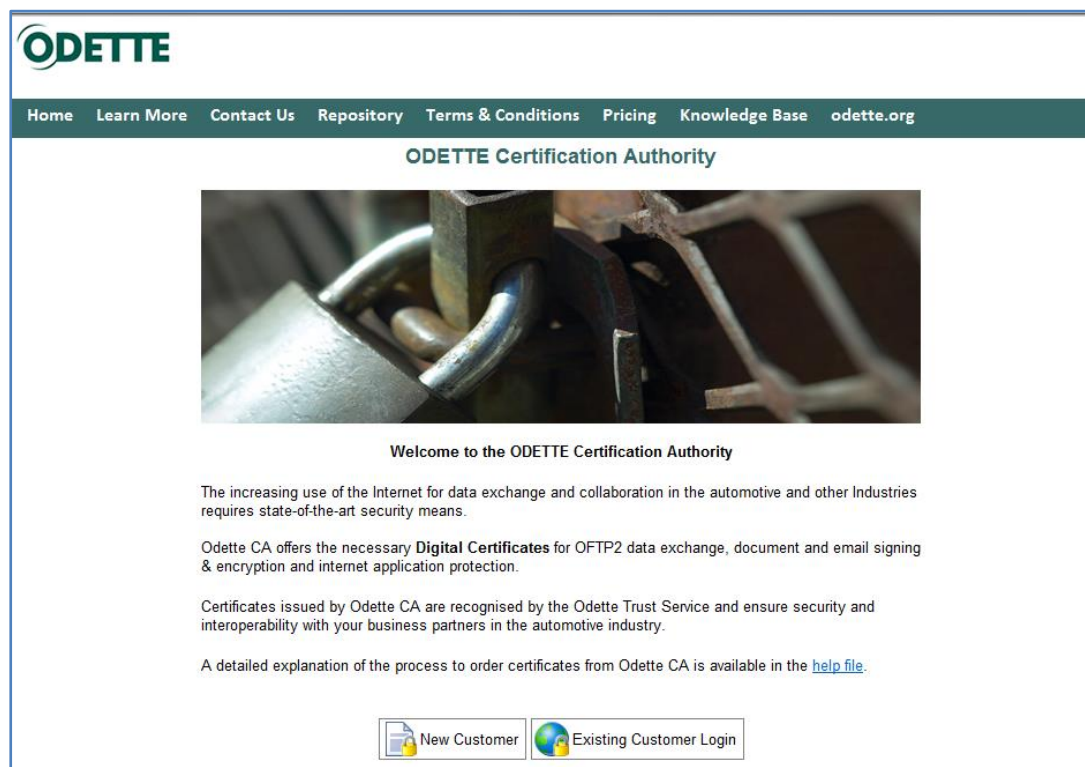 ODETTE
Home Learn More Contact Us Repository Terms & Conditions Pricing Knowledge Base odette.org
ODETTE Certification Authority
Welcome to the ODETTE Certification Authority
The increasing use of the Internet for data exchange and collaboration in the automotive and other Industries
requires state-of-the-art security means.
Odette CA offers the necessary Digital Certificates for OFTP2 data exchange, document and email signing
& encryption and internet application protection.
Certificates issued by Odette CA are recognised by the Odette Trust Service and ensure security and
interoperability with your business partners in the automotive industry.
A detailed explanation of the process to order certificates from Odette CA is available in the help file.
New Customer Existing Customer Login